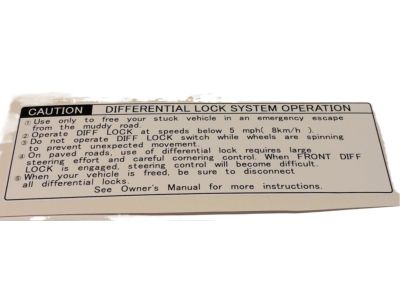 CAUTION DIFFERENTIAL LOCK SYSTEM OPERATION
① Use only to free your stuck vehicle in an emergency escape
from the muddy road.
② Operate DIFF LOCK at speeds below 5 mph( 8km/h ).
③ Do not operate DIFF LOCK switch while wheels are spinning
to prevent unexpected movement.
④ On paved roads, use of differential lock requires large
steering effort and careful cornering control. When FRONT DIFF
LOCK is engaged, steering control will become difficult.
⑤ When your vehicle is freed, be sure to disconnect
all differential locks.
See Owner's Manual for more instructions.